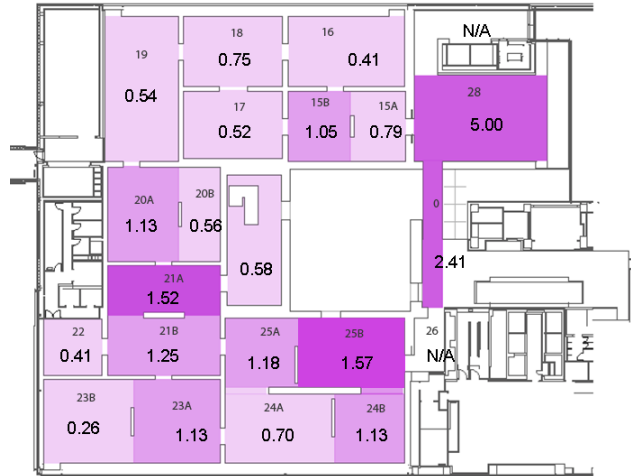 N/A
19
0.54
18
0.75
16
0.41
17
0.52
15B
1.05
15A
0.79
28
5.00
20A
1.13
20B
0.56
0
2.41
0.58
21A
1.52
22
0.41
21B
1.25
25A
1.18
25B
1.57
26
N/A
23B
0.26
23A
1.13
24A
0.70
24B
1.13